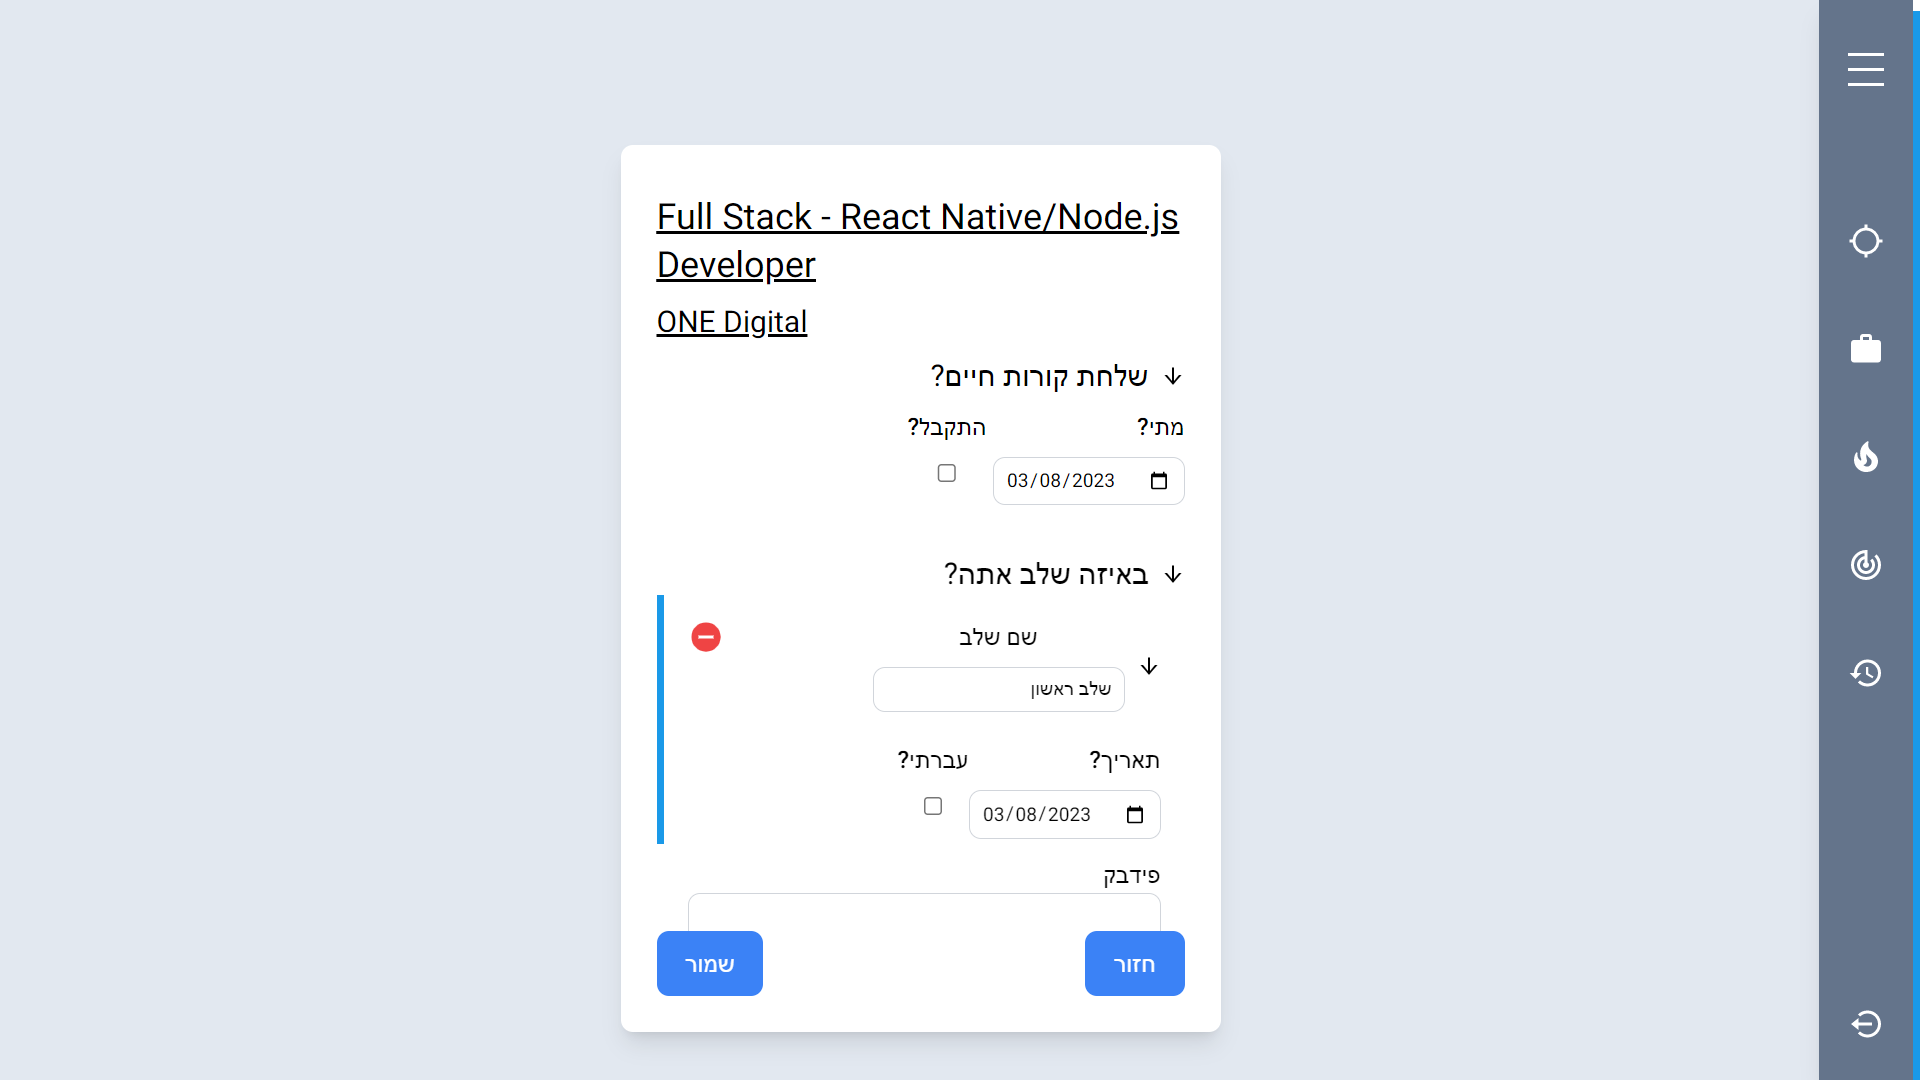 Full Stack - React Native/Node.js
Developer
ONE Digital
שלחת קורות חיים?
מתי? התקבל?
03/08/2023
באיזה שלב אתה?
שם שלב
שלב ראשון
תאריך? עברתי?
03/08/2023
פידבק
חזור שמור